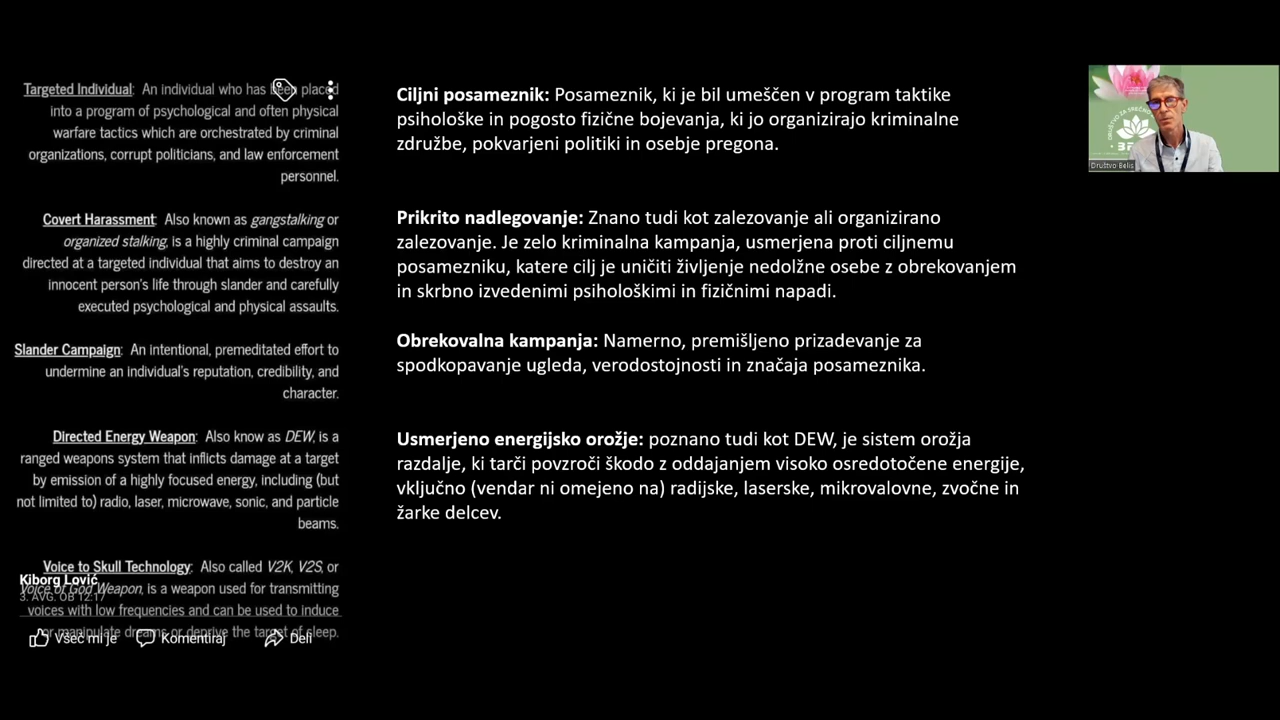 Targeted Individual: An individual who has been placed
into a program of psychological and often physical
warfare tactics which are orchestrated by criminal
organizations, corrupt politicians, and law enforcement
personnel.
Covert Harassment: Also known as gangstalking or
organized stalking, is a highly criminal campaign
directed at a targeted individual that aims to destroy an
innocent person's life through slander and carefully
executed psychological and physical assaults.
Slander Campaign: An intentional, premeditated effort to
undermine an individual's reputation, credibility, and
character.
Directed Energy Weapon: Also know as DEW, is a
ranged weapons system that inflicts damage at a target
by emission of a highly focused energy, including (but
not limited to) radio, laser, microwave, sonic, and particle
beams.
Voice to Skull Technology: Also called V2K, V2S, or
Kiborg Lović
Voice of God Weapon, is a weapon used for transmitting
3. AVG. OB 12:17
voices with low frequencies and can be used to induce
or manipulate dreams or deprive the target of sleep.
Všeč mi je Komentiraj Deli
Ciljni posameznik: Posameznik, ki je bil umeščen v program taktike
psihološke in pogosto fizične bojevanja, ki jo organizirajo kriminalne
združbe, pokvarjeni politiki in osebje pregona.
Prikrito nadlegovanje: Znano tudi kot zalezovanje ali organizirano
zalezovanje. Je zelo kriminalna kampanja, usmerjena proti ciljnemu
posamezniku, katere cilj je uničiti življenje nedolžne osebe z obrekovanjem
in skrbno izvedenimi psihološkimi in fizičnimi napadi.
Obrekovalna kampanja: Namerno, premišljeno prizadevanje za
spodkopavanje ugleda, verodostojnosti in značaja posameznika.
Usmerjeno energijsko orožje: poznano tudi kot DEW, je sistem orožja
razdalje, ki tarči povzroči škodo z oddajanjem visoko osredotočene energije,
vključno (vendar ni omejeno na) radijske, laserske, mikrovalovne, zvočne in
žarke delcev.
Društvo Belis